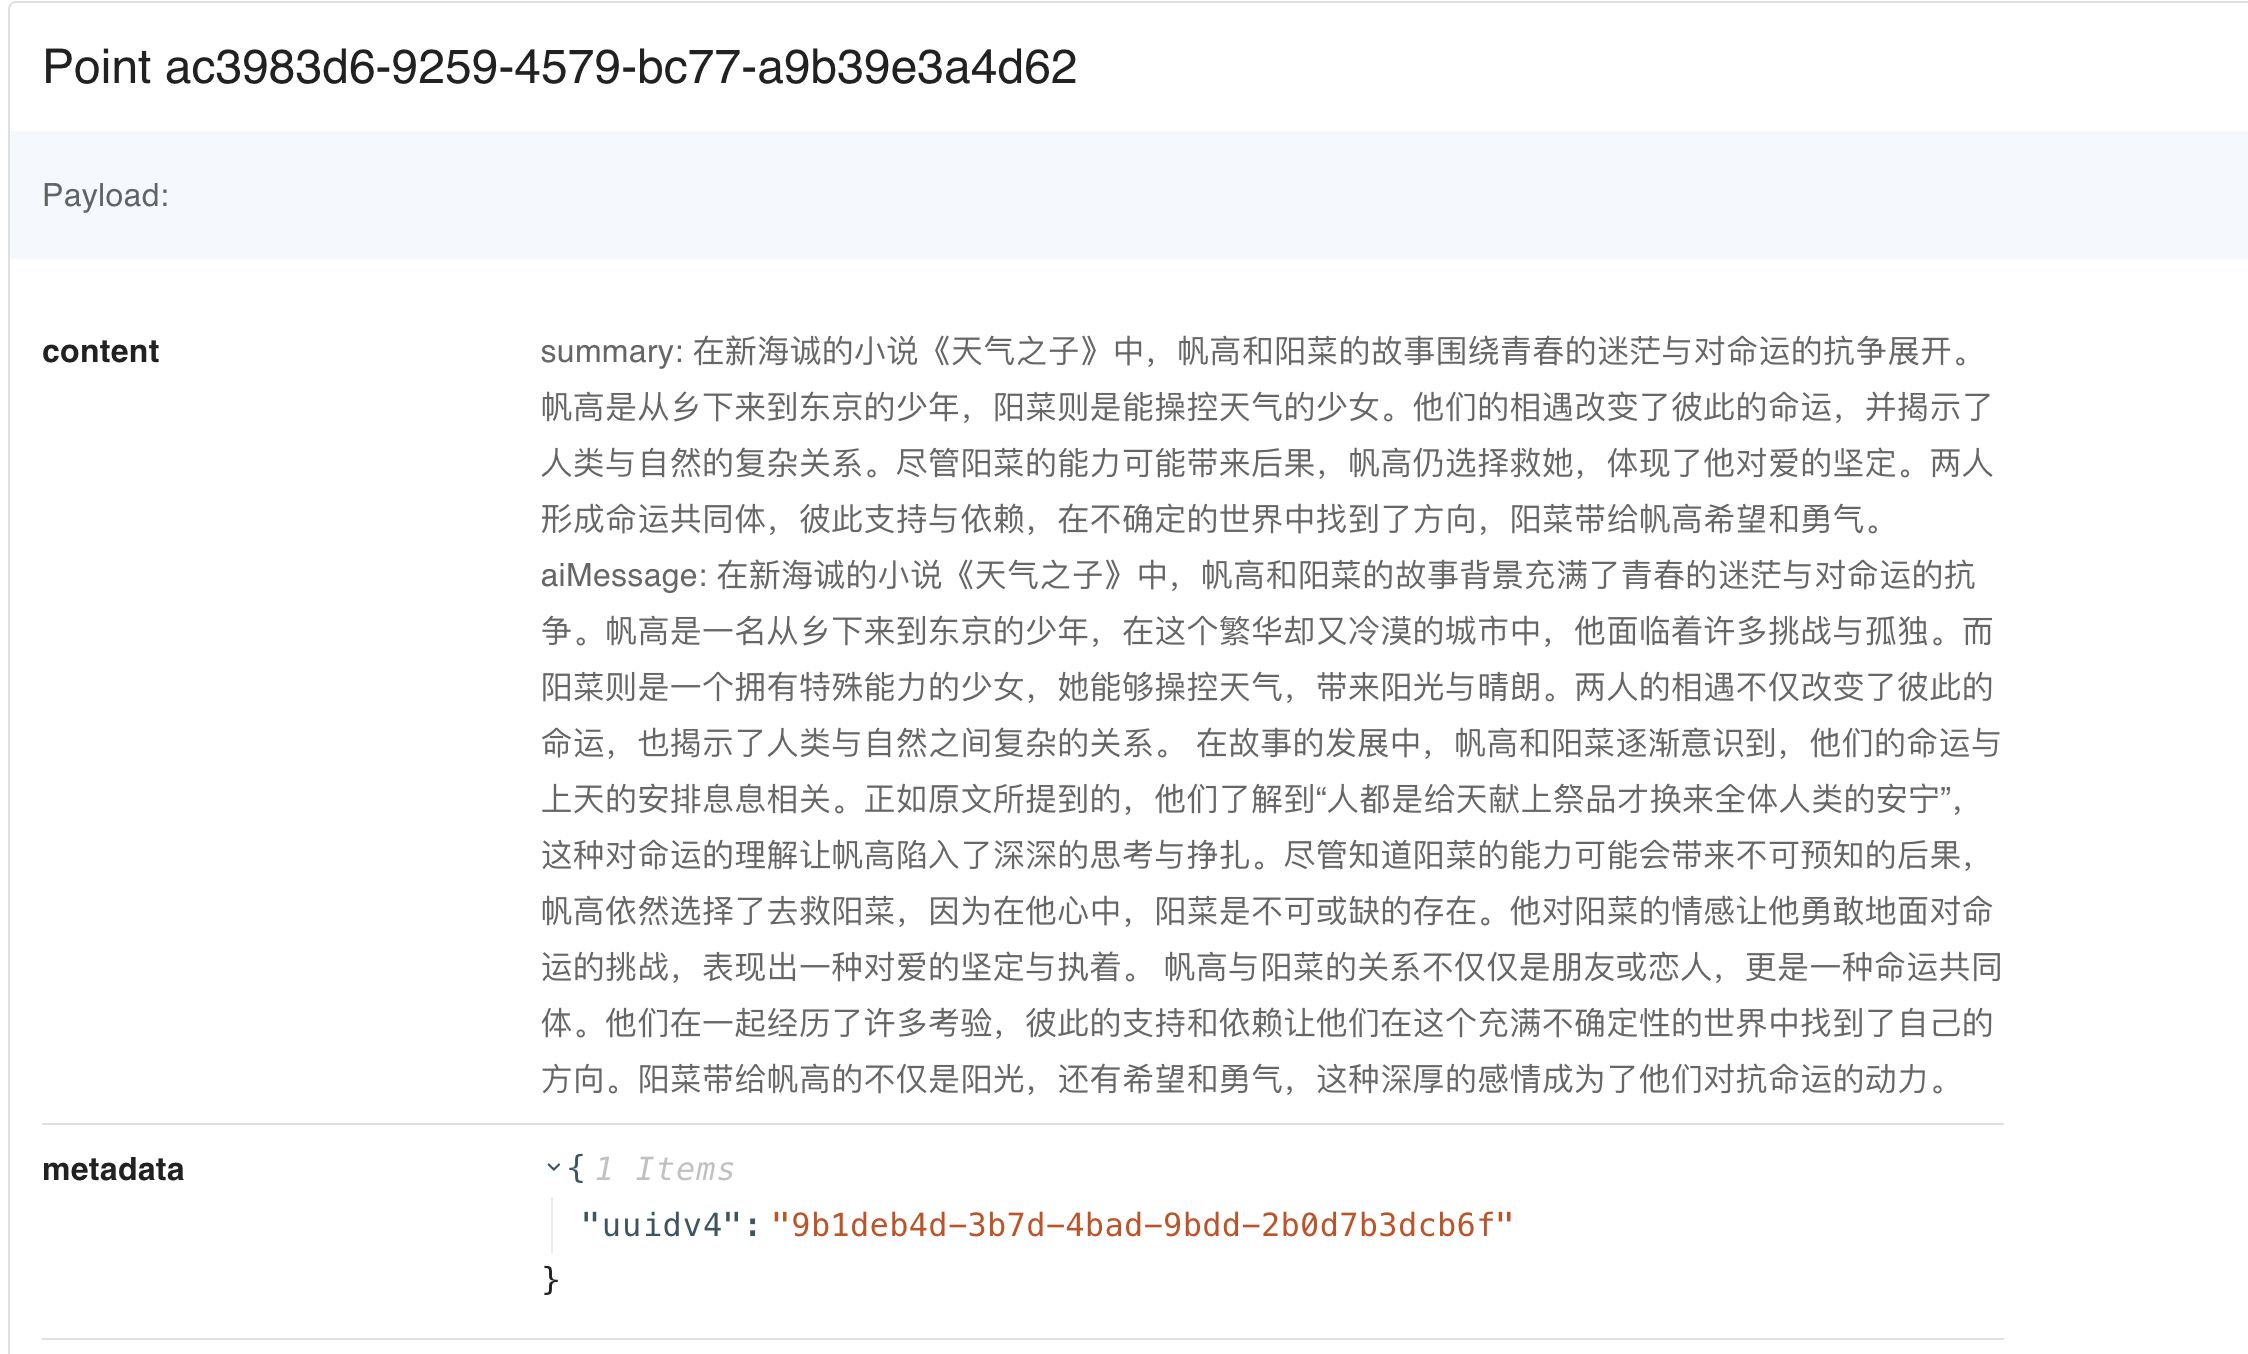 Point ac3983d6-9259-4579-bc77-a9b39e3a4d62
Payload:
content
summary: 在新海诚的小说《天气之子》中，帆高和阳菜的故事围绕青春的迷茫与对命运的抗争展开。
帆高是从乡下来到东京的少年，阳菜则是能操控天气的少女。他们的相遇改变了彼此的命运，并揭示了
人类与自然的复杂关系。尽管阳菜的能力可能带来后果，帆高仍选择救她，体现了他对爱的坚定。两人
形成命运共同体，彼此支持与依赖，在不确定的世界中找到了方向，阳菜带给帆高希望和勇气。
aiMessage: 在新海诚的小说《天气之子》中，帆高和阳菜的故事背景充满了青春的迷茫与对命运的抗
争。帆高是一名从乡下来到东京的少年，在这个繁华却又冷漠的城市中，他面临着许多挑战与孤独。而
阳菜则是一个拥有特殊能力的少女，她能够操控天气，带来阳光与晴朗。两人的相遇不仅改变了彼此的
命运，也揭示了人类与自然之间复杂的关系。 在故事的发展中，帆高和阳菜逐渐意识到，他们的命运与
上天的安排息息相关。正如原文所提到的，他们了解到“人都是给天献上祭品才换来全体人类的安宁”，
这种对命运的理解让帆高陷入了深深的思考与挣扎。尽管知道阳菜的能力可能会带来不可预知的后果，
帆高依然选择了去救阳菜，因为在他心中，阳菜是不可或缺的存在。他对阳菜的情感让他勇敢地面对命
运的挑战，表现出一种对爱的坚定与执着。 帆高与阳菜的关系不仅仅是朋友或恋人，更是一种命运共同
体。他们在一起经历了许多考验，彼此的支持和依赖让他们在这个充满不确定性的世界中找到了自己的
方向。阳菜带给帆高的不仅是阳光，还有希望和勇气，这种深厚的感情成为了他们对抗命运的动力。
metadata
{ 1 Items
"uuidv4": "9b1deb4d-3b7d-4bad-9bdd-2b0d7b3dcb6f"
}